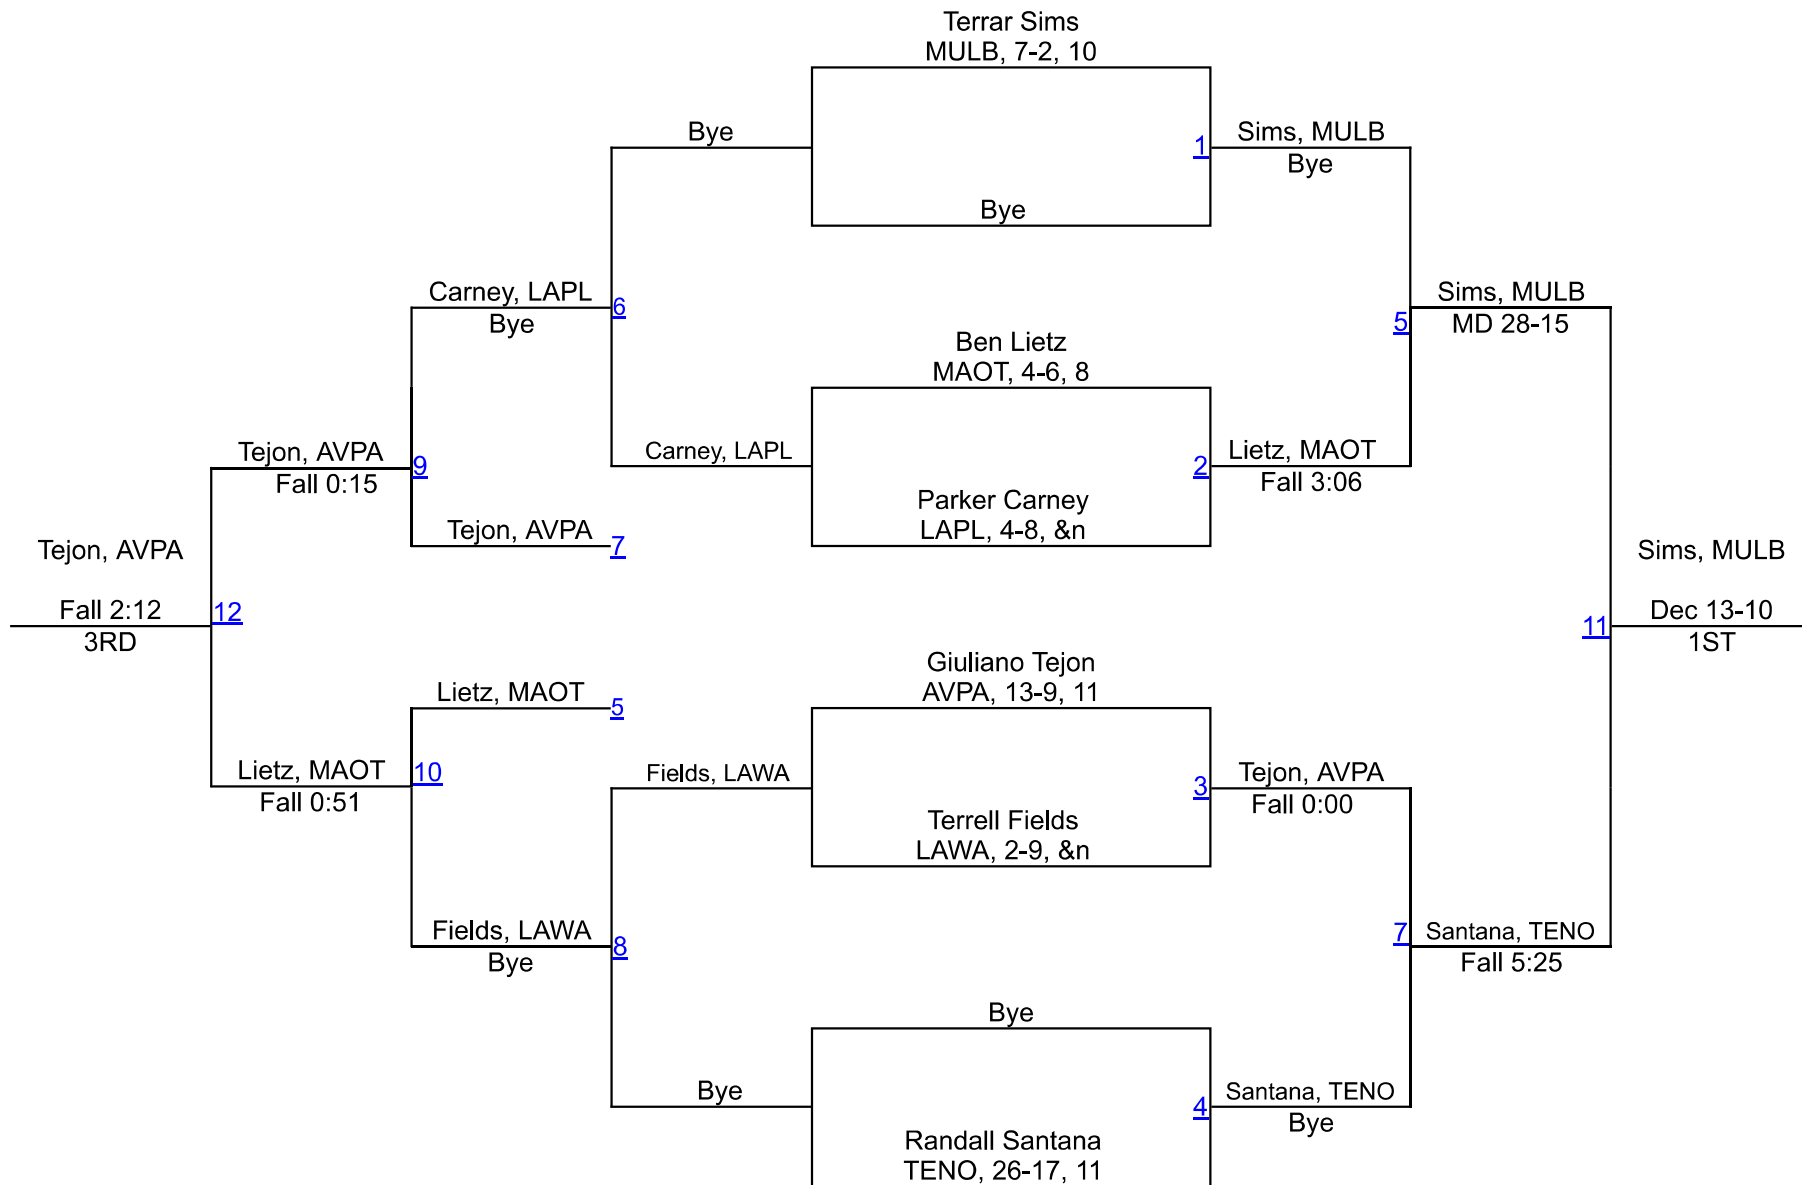 Terrar Sims
MULB, 7-2, 10
Bye
1
Sims, MULB
Bye
Bye
Carney, LAPL
Bye
6
Sims, MULB
MD 28-15
5
Ben Lietz
MAOT, 4-6, 8
Tejon, AVPA
Fall 0:15
9
Carney, LAPL
2
Lietz, MAOT
Fall 3:06
Parker Carney
LAPL, 4-8, &n
Tejon, AVPA
7
Tejon, AVPA
Fall 2:12
3RD
12
Sims, MULB
Dec 13-10
1ST
11
Giuliano Tejon
AVPA, 13-9, 11
Lietz, MAOT
5
Lietz, MAOT
Fall 0:51
10
Fields, LAWA
3
Tejon, AVPA
Fall 0:00
Terrell Fields
LAWA, 2-9, &n
Fields, LAWA
Bye
8
7
Santana, TENO
Fall 5:25
Bye
Bye
4
Santana, TENO
Bye
Randall Santana
TENO, 26-17, 11